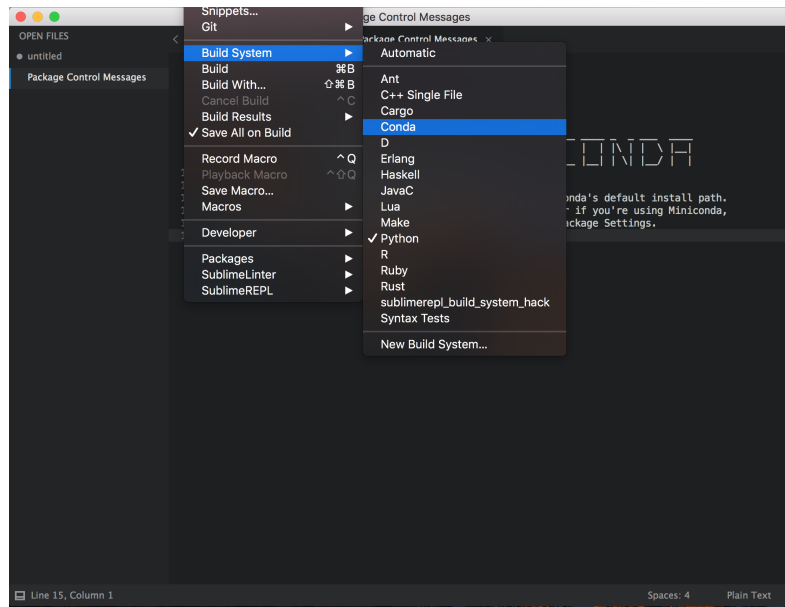 ge Control Messages
OPEN FILES
untitled
Package Control Messages
Package Control Messages ×
Snippets...
Git
Build System
Build ⌘B
Build With... ⇧⌘B
Cancel Build ^C
Build Results
✓ Save All on Build
Record Macro ^Q
Playback Macro ^⇧Q
Save Macro...
Macros
Developer
Packages
SublimeLinter
SublimeREPL
Automatic
Ant
C++ Single File
Cargo
Conda
D
Erlang
Haskell
JavaC
Lua
Make
✓ Python
R
Ruby
Rust
sublimerepl_build_system_hack
Syntax Tests
New Build System...
CONDA
onda's default install path.
if you're using Miniconda,
ackage Settings.
Line 15, Column 1
Spaces: 4
Plain Text